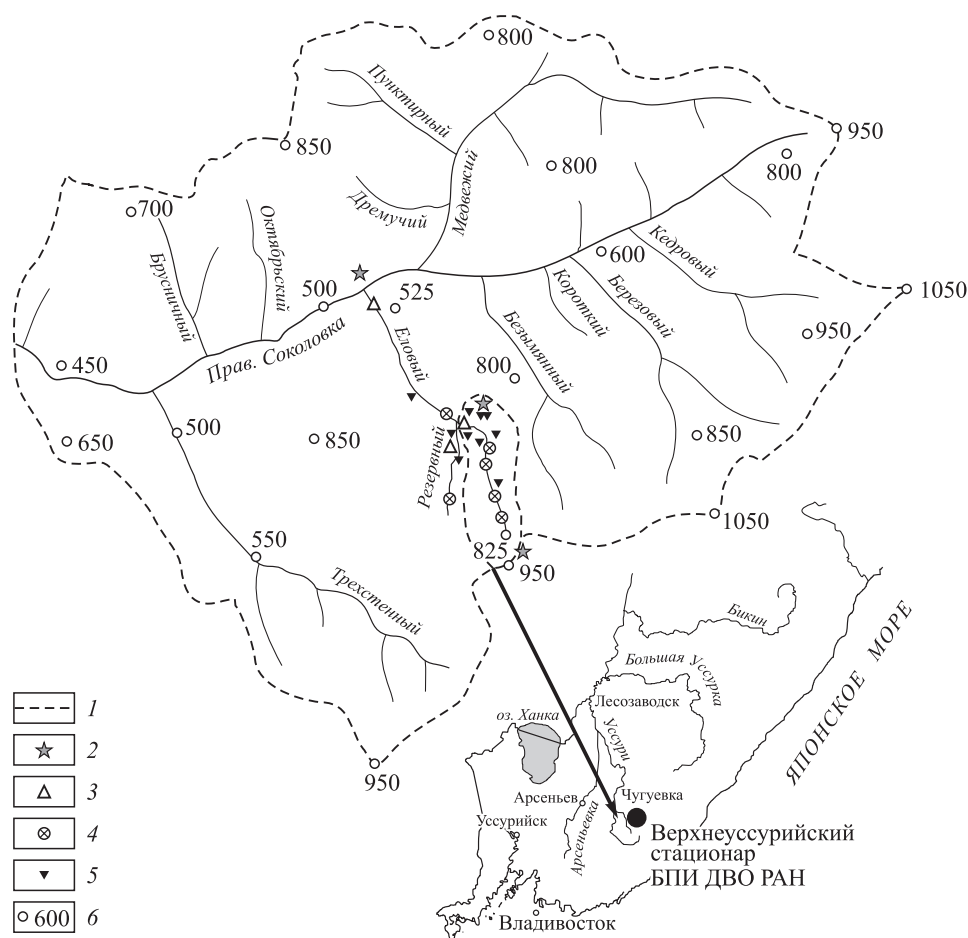 800
Пунктирный
950
850
800
800
Медвежий
Дремучий
700
Октябрьский
Брусничный
Кедровый
600
1050
500
525
Короткий
Березовый
950
Прав. Соколовка
Еловый
Безымянный
450
800
500
850
650
850
Резервный
1050
550
825
950
Трехстенный
Бикин
Большая Уссурка
ЯПОНСКОЕ МОРЕ
Лесозаводск
оз. Ханка
Уссури
950
Арсеньев
Чугуевка
Уссурийск
Арсеньевка
Верхнеуссурийский
стационар
БПИ ДВО РАН
Владивосток
1
2
3
4
5
600 6